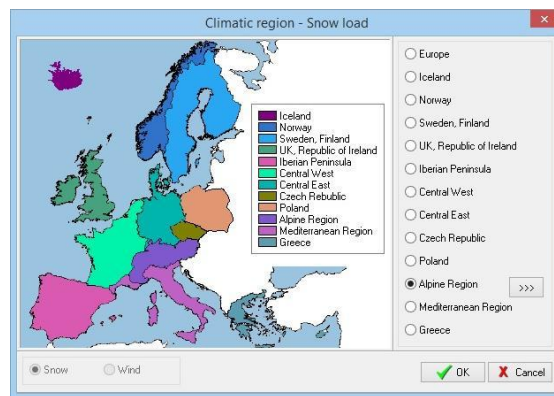 Climatic region - Snow load
Iceland
Norway
Sweden, Finland
UK, Republic of Ireland
Iberian Peninsula
Central West
Central East
Czech Rebublic
Poland
Alpine Region
Mediterranean Region
Greece
Europe
Iceland
Norway
Sweden, Finland
UK, Republic of Ireland
Iberian Peninsula
Central West
Central East
Czech Republic
Poland
Alpine Region
>>>
Mediterranean Region
Greece
Snow
Wind
OK
Cancel